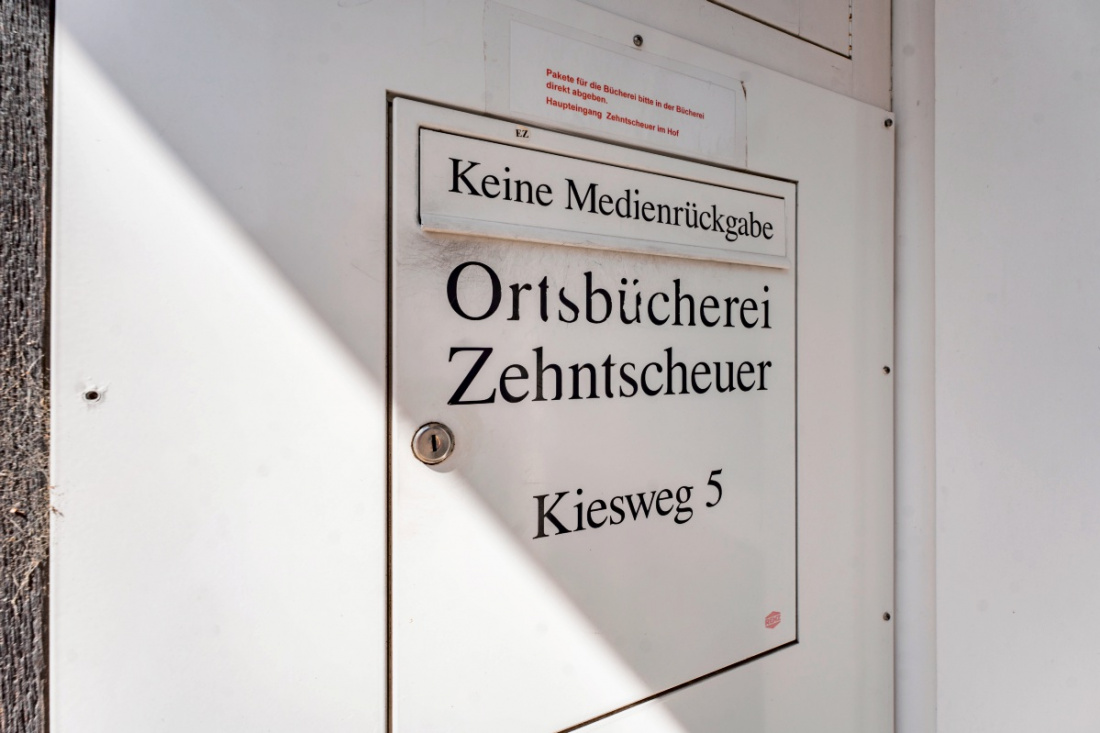 Pakete für die Bücherei bitte in der Bücherei
direkt abgeben.
Haupteingang Zehntscheuer im Hof
EZ
Keine Medienrückgabe
Ortsbücherei
Zehntscheuer
Kiesweg 5